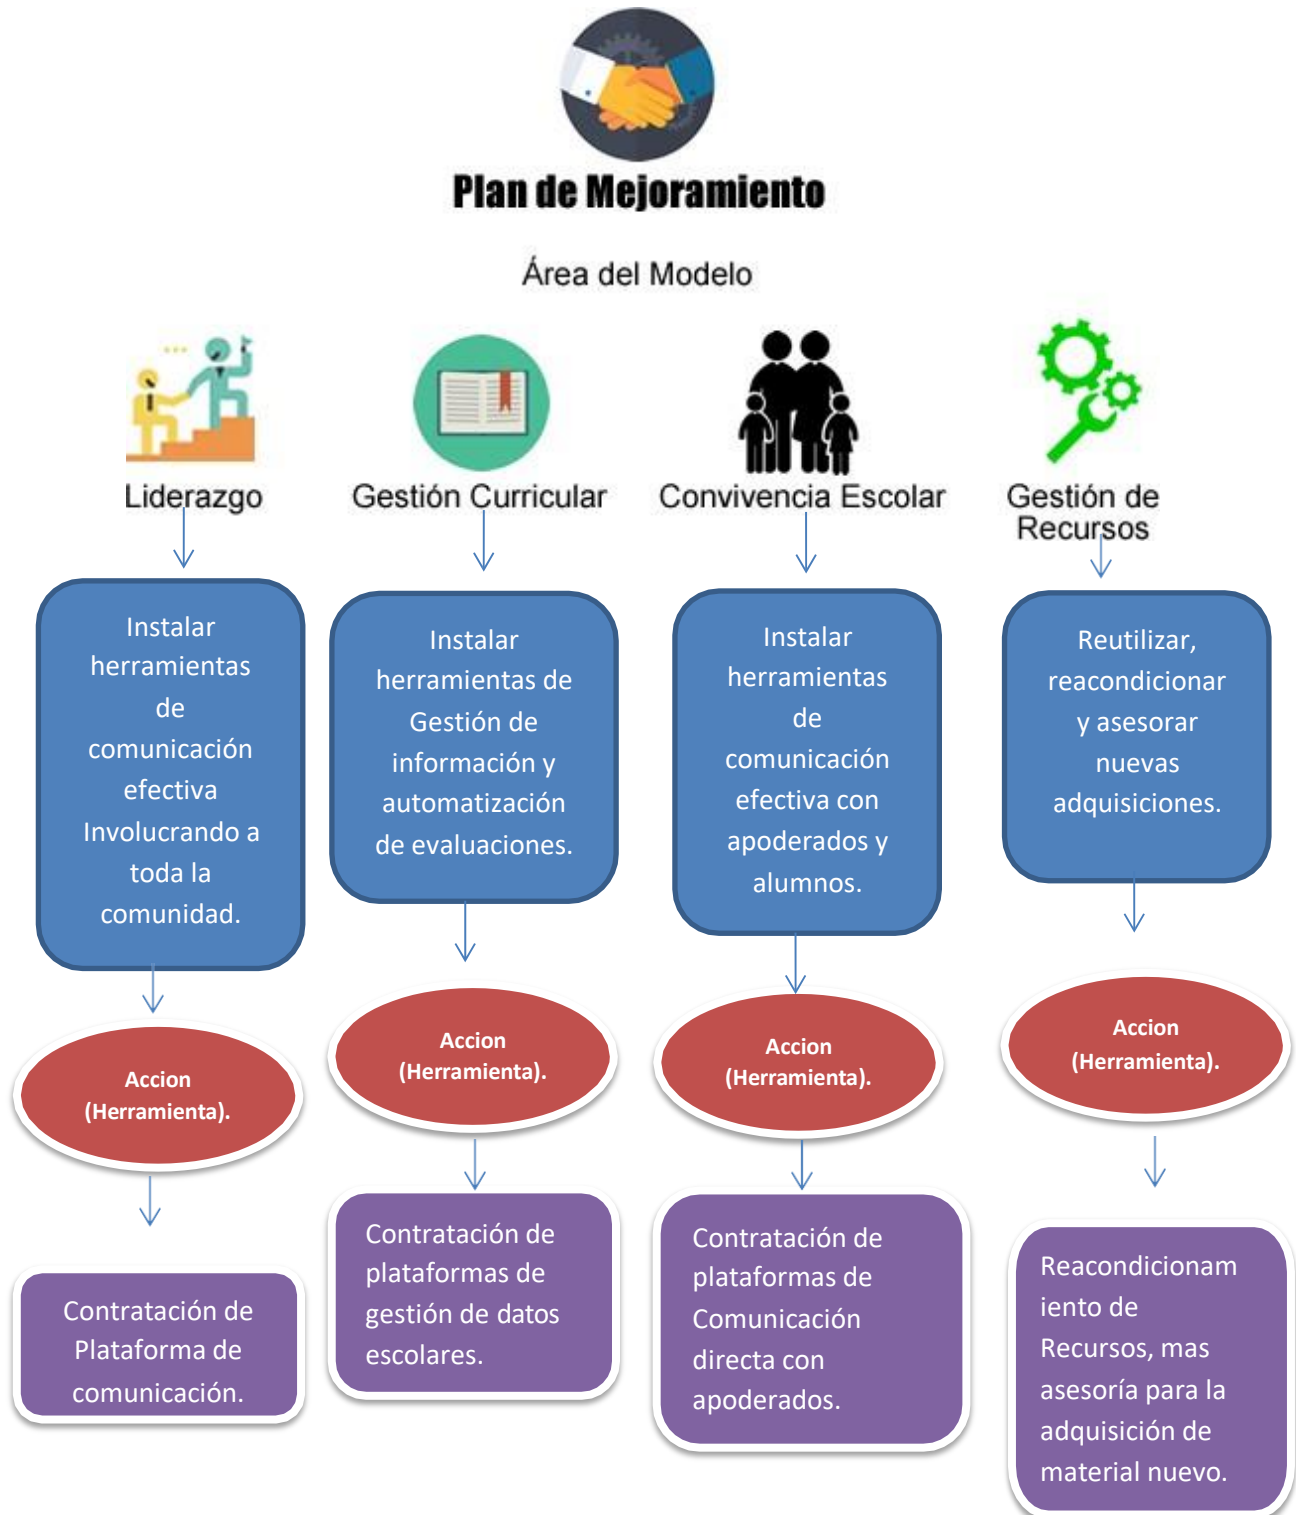 Plan de Mejoramiento
Área del Modelo
Liderazgo
Gestión Curricular
Convivencia Escolar
Gestión de
Recursos
Instalar
herramientas
de
comunicación
efectiva
Involucrando a
toda la
comunidad.
Instalar
herramientas de
Gestión de
información y
automatización
de evaluaciones.
Instalar
herramientas
de
comunicación
efectiva con
apoderados y
alumnos.
Reutilizar,
reacondicionar
y asesorar
nuevas
adquisiciones.
Accion
(Herramienta).
Accion
(Herramienta).
Accion
(Herramienta).
Accion
(Herramienta).
Contratación de
Plataforma de
comunicación.
Contratación de
plataformas de
gestión de datos
escolares.
Contratación de
plataformas de
Comunicación
directa con
apoderados.
Reacondicionam
iento de
Recursos, mas
asesoría para la
adquisición de
material nuevo.